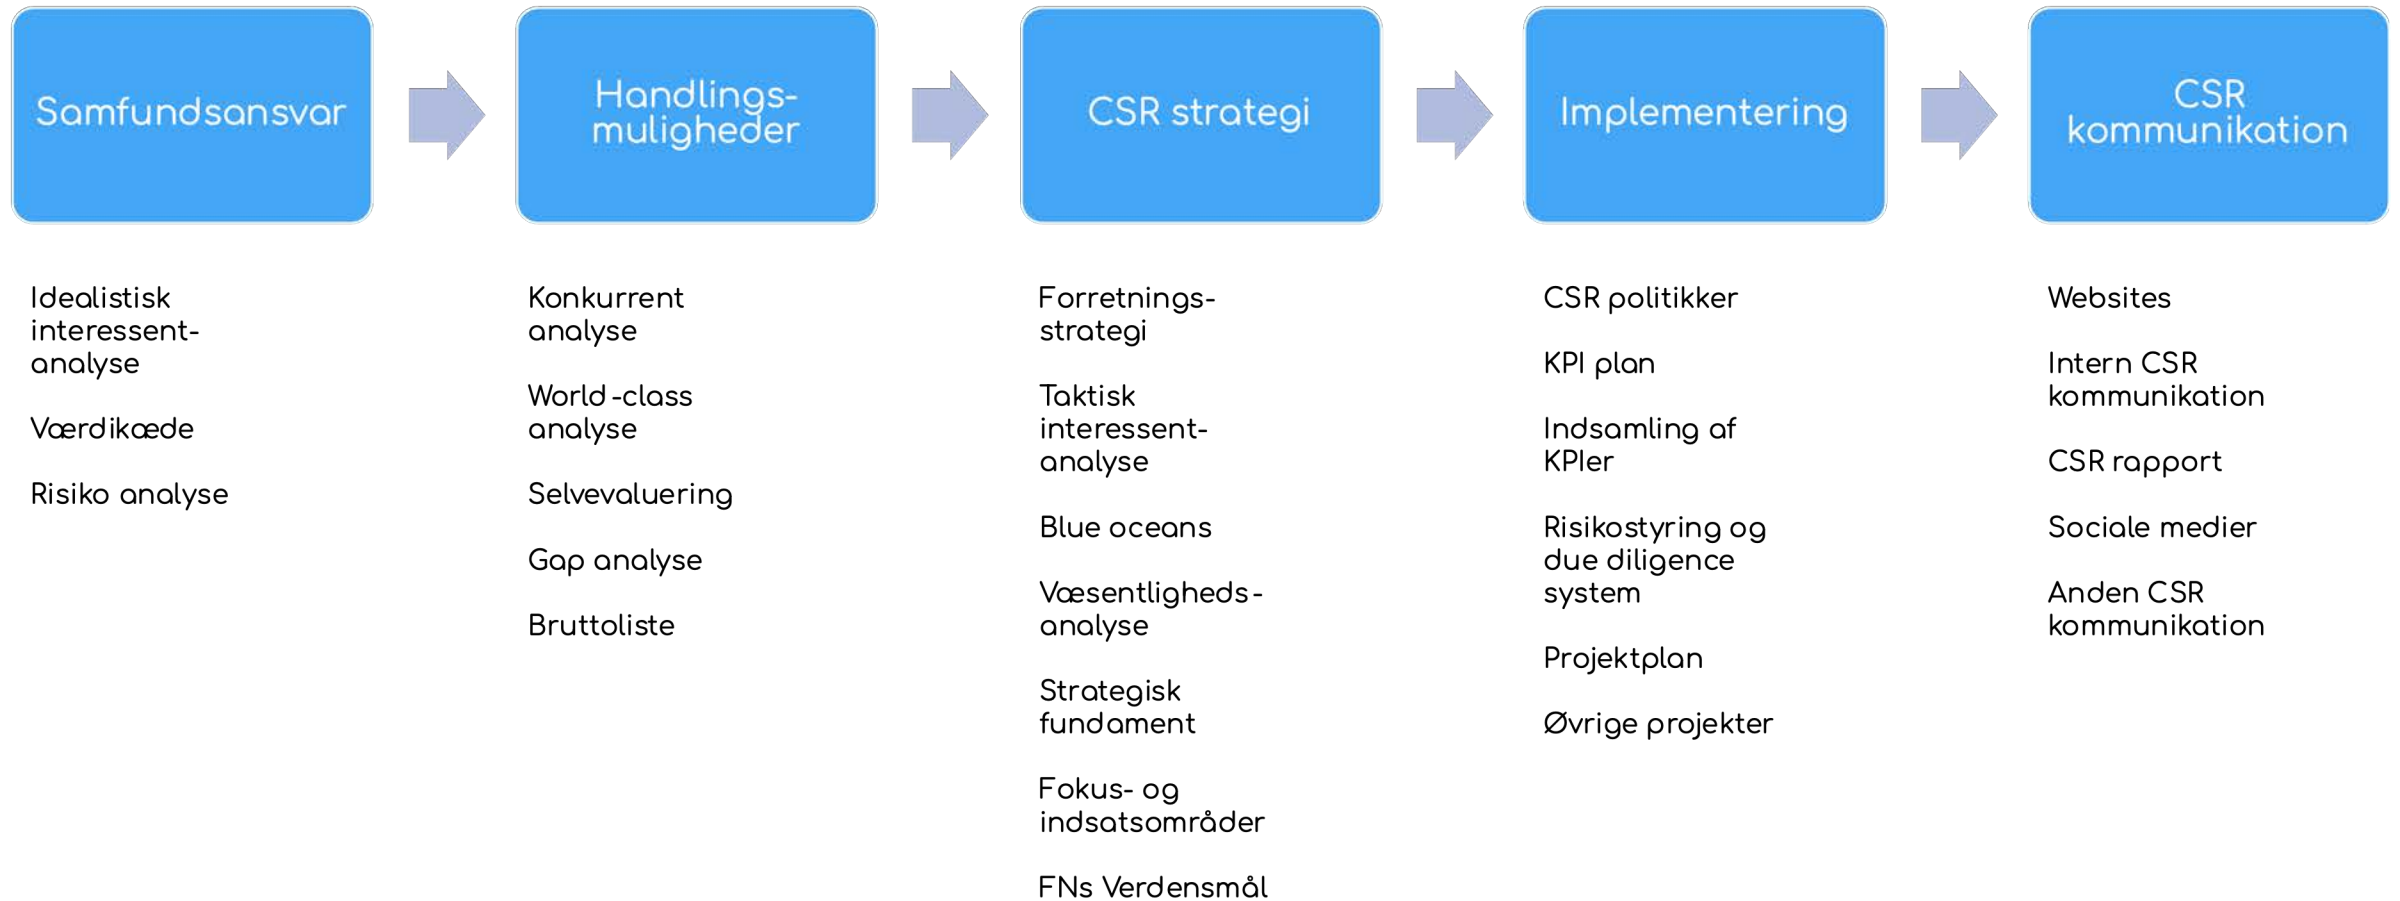 Samfundsansvar
Handlings-
muligheder
CSR strategi
Implementering
CSR
kommunikation
Idealistisk
interessent-
analyse
Værdikæde
Risiko analyse
Konkurrent
analyse
World-class
analyse
Selvevaluering
Gap analyse
Bruttoliste
Forretnings-
strategi
Taktisk
interessent-
analyse
Blue oceans
Væsentligheds-
analyse
Strategisk
fundament
Fokus- og
indsatsområder
FNs Verdensmål
CSR politikker
KPI plan
Indsamling af
KPIer
Risikostyring og
due diligence
system
Projektplan
Øvrige projekter
Websites
Intern CSR
kommunikation
CSR rapport
Sociale medier
Anden CSR
kommunikation